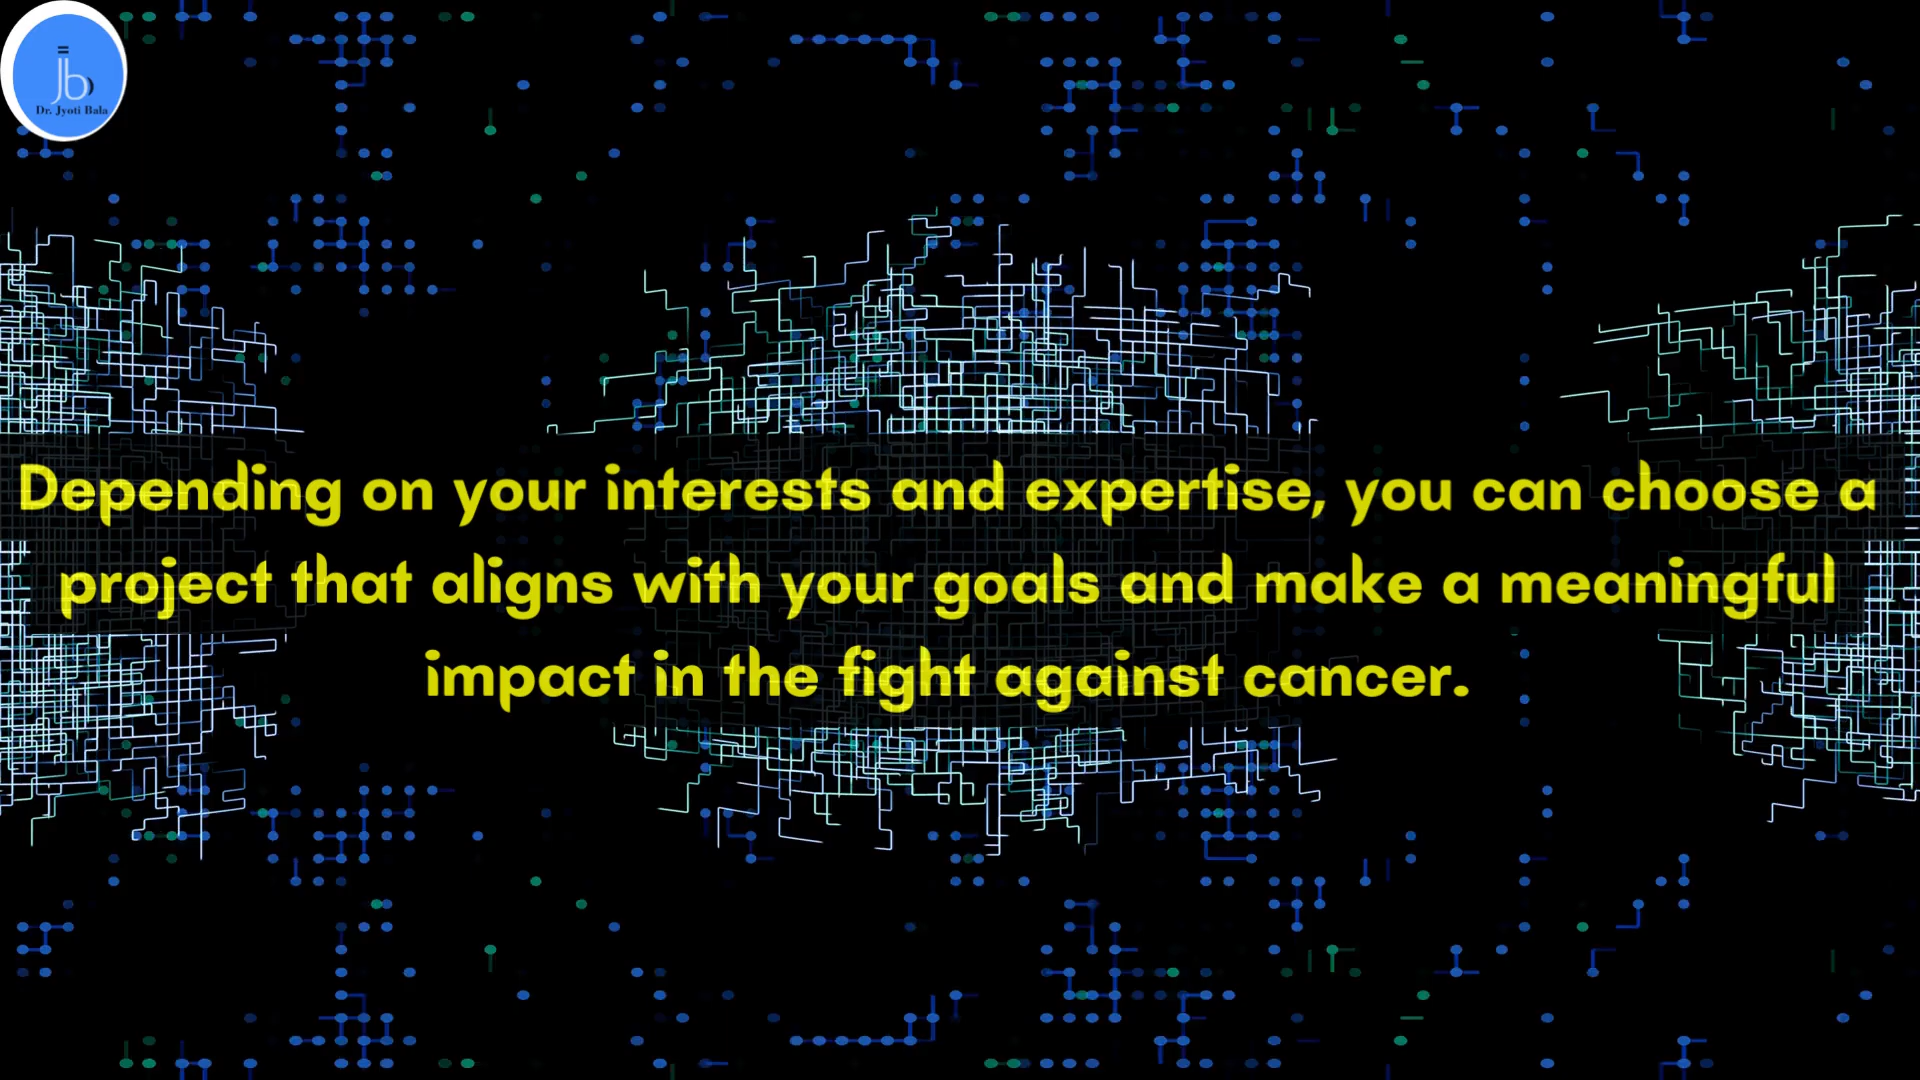 jb
Dr. Jyoti Bala
Depending on your interests and expertise, you can choose a
project that aligns with your goals and make a meaningful
impact in the fight against cancer.